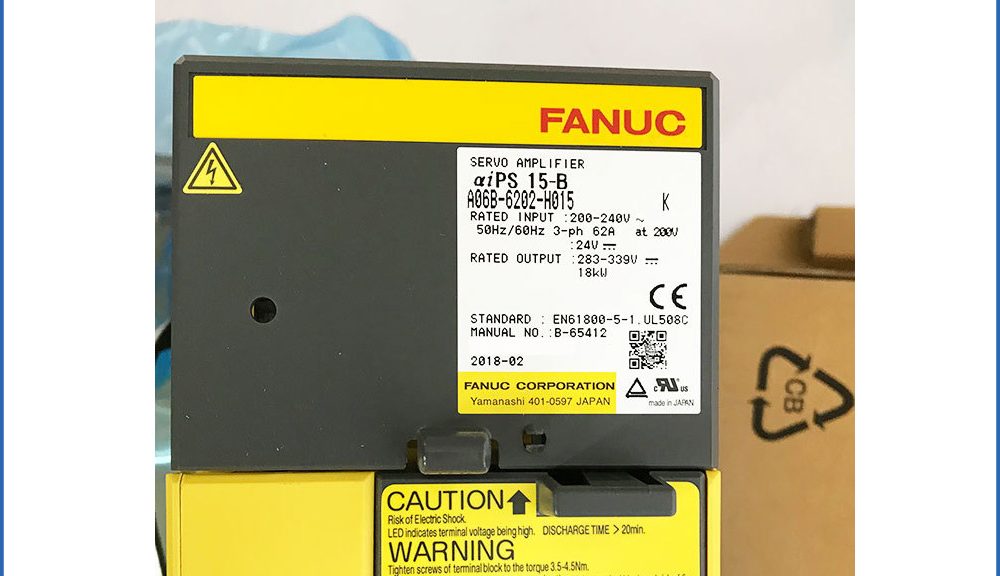 FANUC
SERVO AMPLIFIER
αiPS 15-B
A06B-6202-H015 K
RATED INPUT :200-240V ~
50Hz/60Hz 3-ph 62A at 200V
:24V ⎓
RATED OUTPUT :283-339V ⎓
18kW
CE
STANDARD : EN61800-5-1.UL508C
MANUAL NO.:B-65412
2018-02
FANUC CORPORATION
Yamanashi 401-0597 JAPAN
c RU US
made in JAPAN
CB
CAUTION
Risk of Electric Shock.
LED indicates terminal voltage being high. DISCHARGE TIME > 20min.
WARNING
Tighten screws of terminal block to the torque 3.5-4.5Nm.